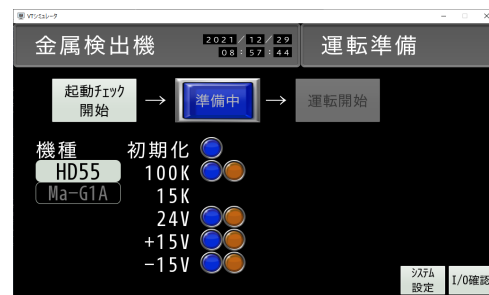 VTシミュレータ
金属検出機
2021/12/29
08:57:44
運転準備
起動チェック
開始
→
準備中
→
運転開始
機種
HD55
Ma-G1A
初期化
100K
15K
24V
+15V
-15V
システム
設定
I/O確認